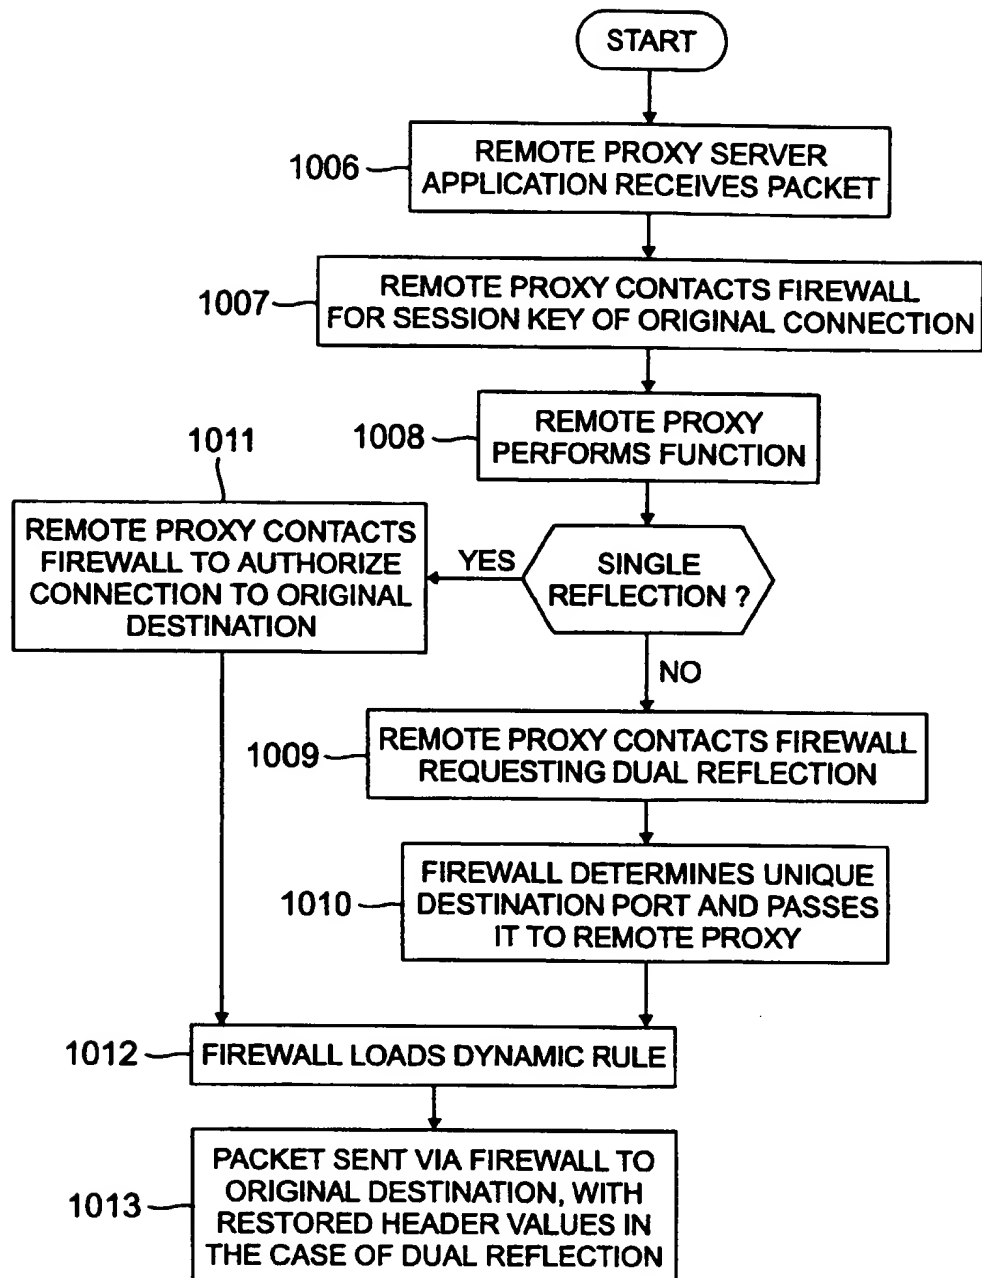 START
1006
REMOTE PROXY SERVER
APPLICATION RECEIVES PACKET
1007
REMOTE PROXY CONTACTS FIREWALL
FOR SESSION KEY OF ORIGINAL CONNECTION
1008
REMOTE PROXY
PERFORMS FUNCTION
SINGLE
REFLECTION ?
YES
1011
REMOTE PROXY CONTACTS
FIREWALL TO AUTHORIZE
CONNECTION TO ORIGINAL
DESTINATION
NO
1009
REMOTE PROXY CONTACTS FIREWALL
REQUESTING DUAL REFLECTION
1010
FIREWALL DETERMINES UNIQUE
DESTINATION PORT AND PASSES
IT TO REMOTE PROXY
1012
FIREWALL LOADS DYNAMIC RULE
1013
PACKET SENT VIA FIREWALL TO
ORIGINAL DESTINATION, WITH
RESTORED HEADER VALUES IN
THE CASE OF DUAL REFLECTION